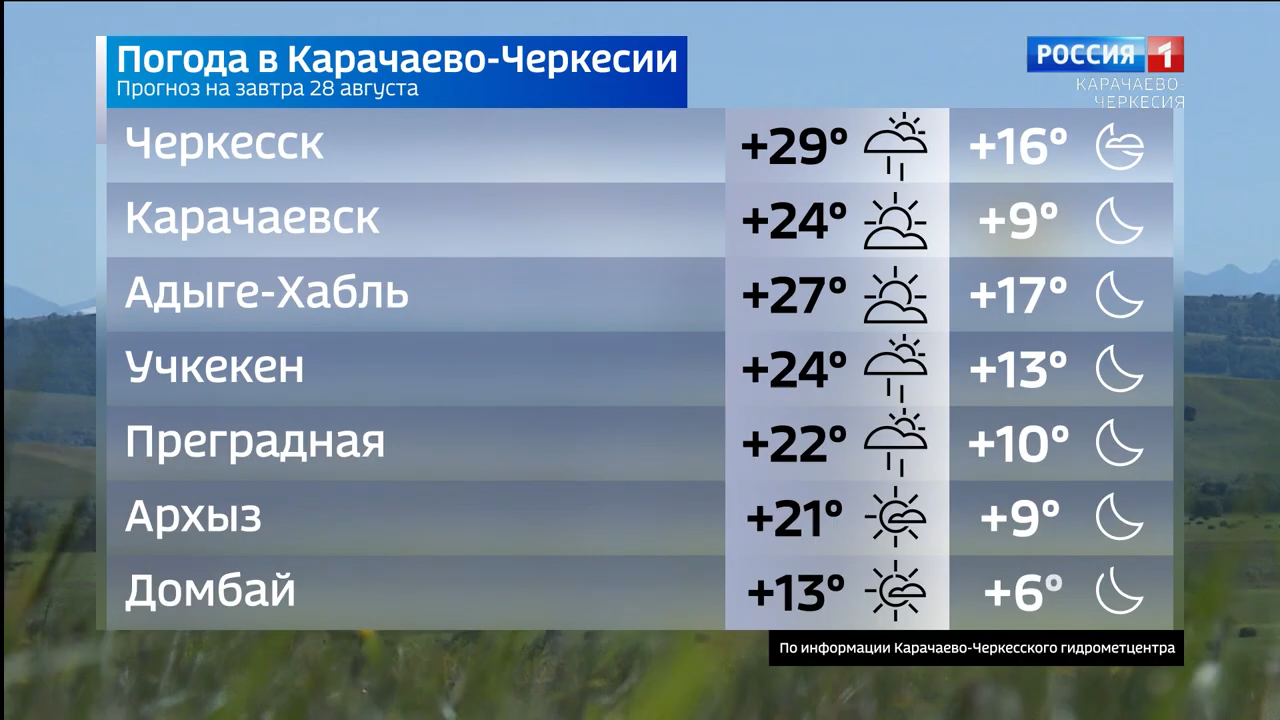 Погода в Карачаево-Черкесии
Прогноз на завтра 28 августа
РОССИЯ 1
КАРАЧАЕВО-
ЧЕРКЕСИЯ
Черкесск +29° +16°
Карачаевск +24° +9°
Адыге-Хабль +27° +17°
Учкекен +24° +13°
Преградная +22° +10°
Архыз +21° +9°
Домбай +13° +6°
По информации Карачаево-Черкесского гидрометцентра